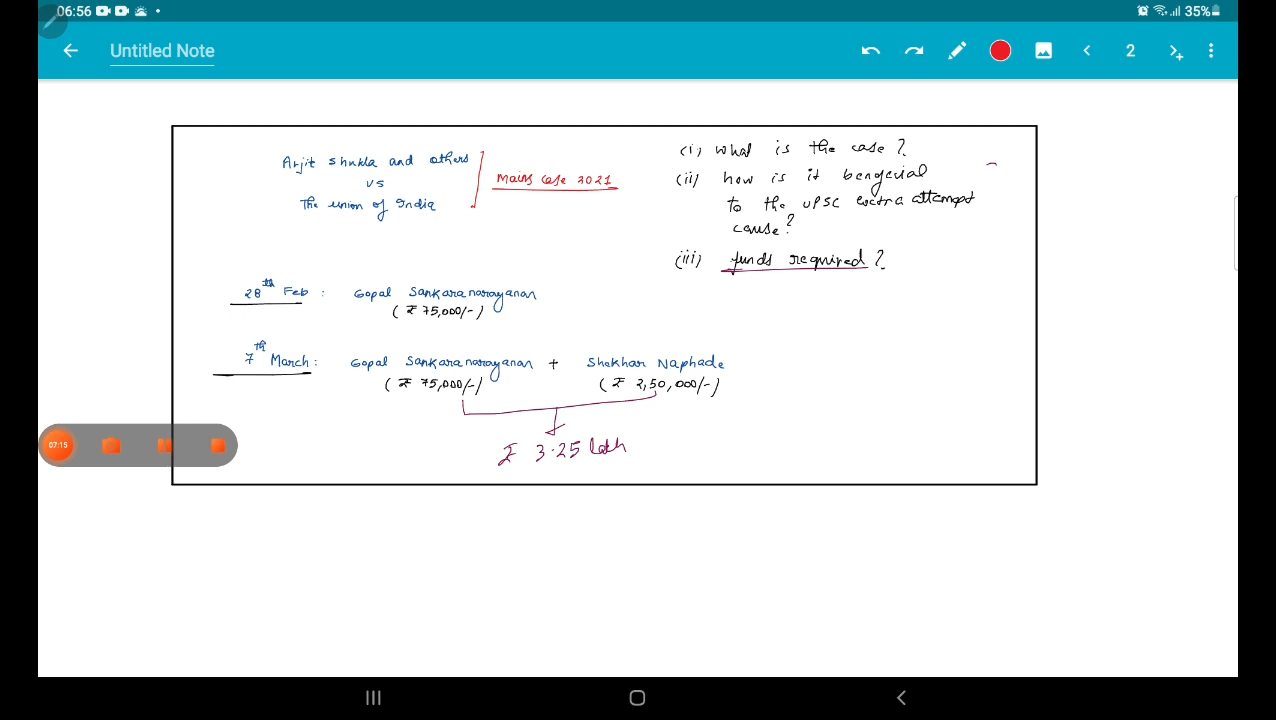 06:56
35%
Untitled Note
2
Arjit Shukla and others
vs
The union of India
Mains Case 2021
(i) what is the case?
(ii) how is it benefial
to the UPSC extra attempt
cause?
(iii) funds required?
28th Feb : Gopal Sankaranarayanan
(₹ 75,000/-)
7th March : Gopal Sankaranarayanan + Shekhar Naphade
(₹ 75,000/-) (₹ 2,50,000/-)
07:15
₹ 3.25 lakh